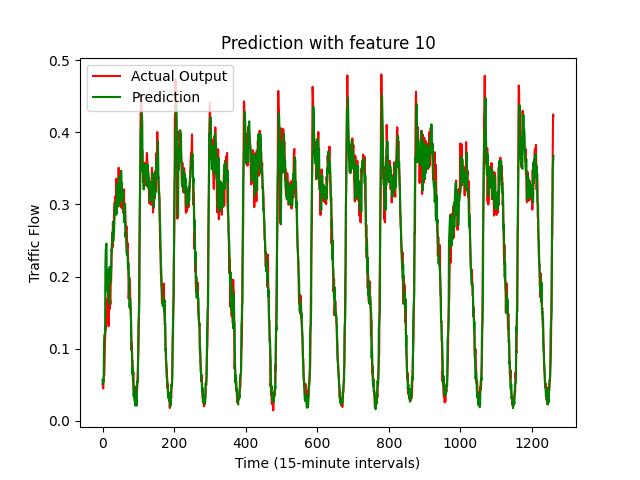 Prediction with feature 10
Actual Output
Prediction
0.5
0.4
0.3
0.2
0.1
0.0
Traffic Flow
0 200 400 600 800 1000 1200
Time (15-minute intervals)